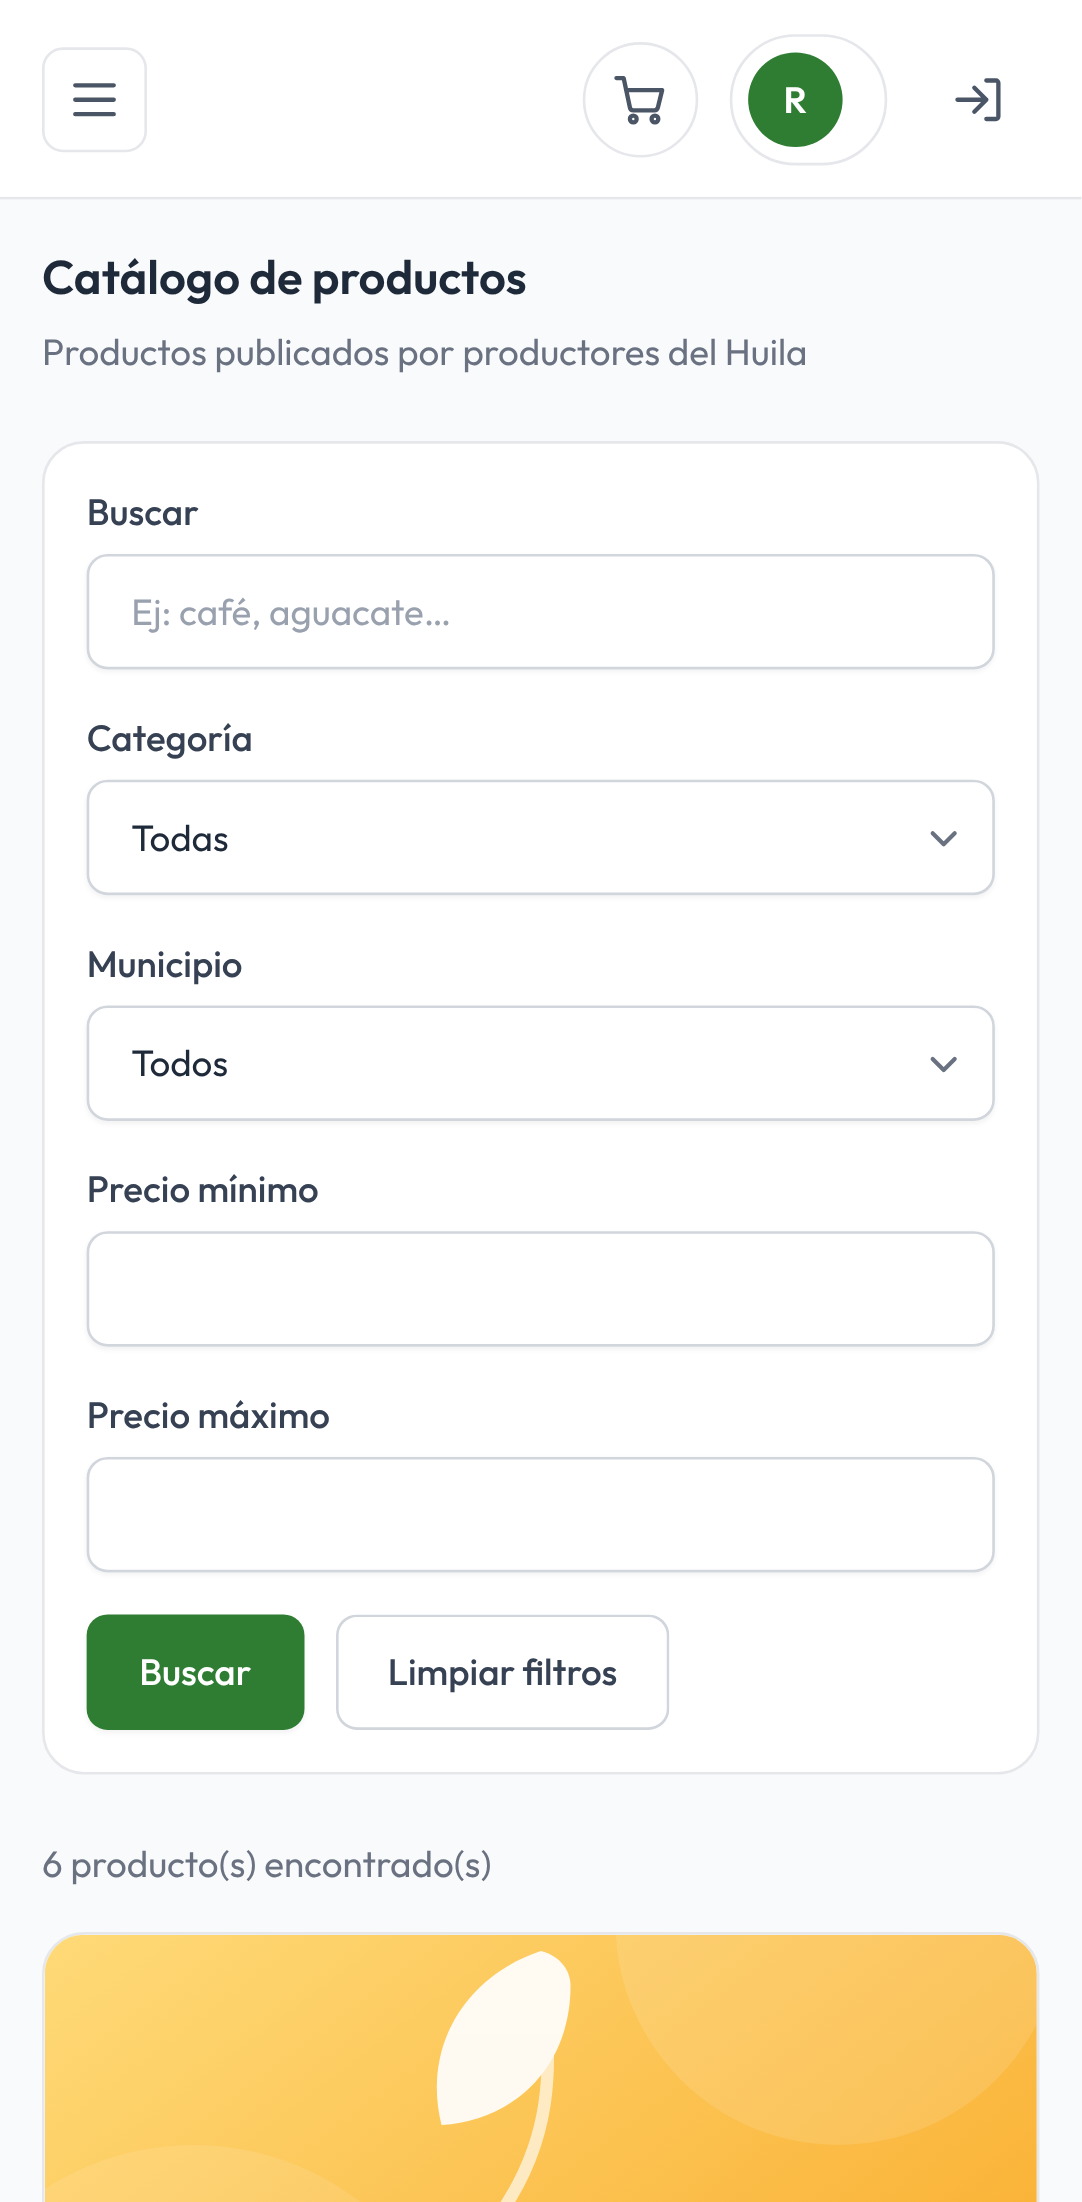 R
Catálogo de productos
Productos publicados por productores del Huila
Buscar
Ej: café, aguacate...
Categoría
Todas
Municipio
Todos
Precio mínimo
Precio máximo
Buscar
Limpiar filtros
6 producto(s) encontrado(s)